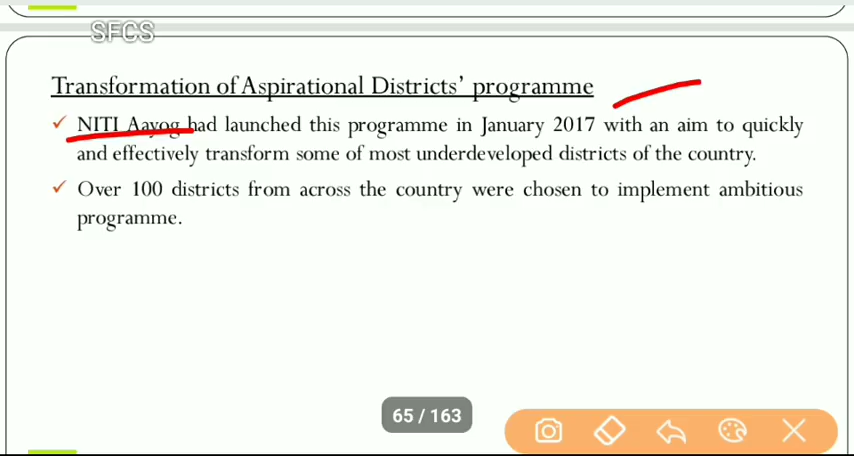 SFCS
Transformation of Aspirational Districts' programme
NITI Aayog had launched this programme in January 2017 with an aim to quickly
and effectively transform some of most underdeveloped districts of the country.
Over 100 districts from across the country were chosen to implement ambitious
programme.
65 / 163